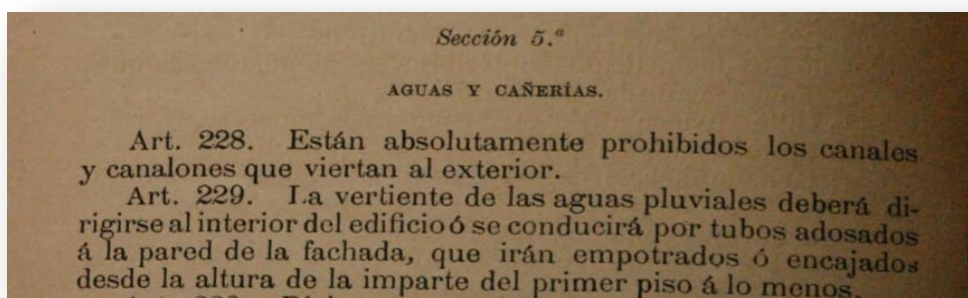 Sección 5.ª
AGUAS Y CAÑERÍAS.
Art. 228. Están absolutamente prohibidos los canales
y canalones que viertan al exterior.
Art. 229. La vertiente de las aguas pluviales deberá di-
rigirse al interior del edificio ó se conducirá por tubos adosados
á la pared de la fachada, que irán empotrados ó encajados
desde la altura de la imparte del primer piso á lo menos.